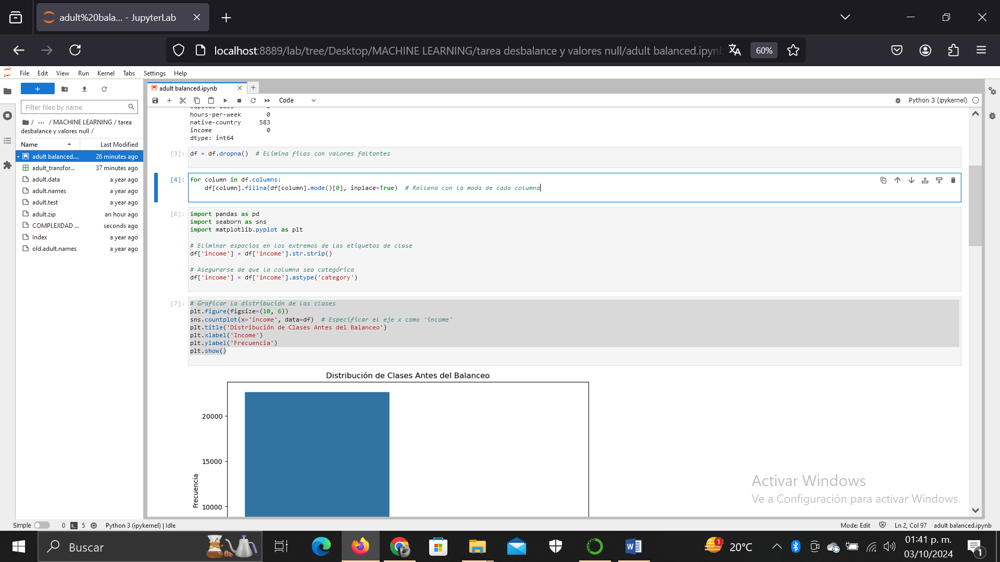 adult%20bala... - JupyterLab
localhost:8889/lab/tree/Desktop/MACHINE LEARNING/tarea desbalance y valores null/adult balanced.ipynb
60%
File Edit View Run Kernel Tabs Settings Help
Filter files by name
/ ... / MACHINE LEARNING / tarea
desbalance y valores null /
Name Last Modified
adult balanced.... 26 minutes ago
adult_transfor... 37 minutes ago
adult.data a year ago
adult.names a year ago
adult.test a year ago
adult.zip an hour ago
COMPLEJIDAD ... seconds ago
Index a year ago
old.adult.names a year ago
adult balanced.ipynb
Code
Python 3 (ipykernel)
hours-per-week 0
native-country 583
income 0
dtype: int64
[3]: df = df.dropna() # Elimina filas con valores faltantes
[4]: for column in df.columns:
df[column].fillna(df[column].mode()[0], inplace=True) # Rellena con la moda de cada columna
[6]: import pandas as pd
import seaborn as sns
import matplotlib.pyplot as plt
# Eliminar espacios en los extremos de las etiquetas de clase
df['income'] = df['income'].str.strip()
# Asegurarse de que la columna sea categórica
df['income'] = df['income'].astype('category')
[7]: # Graficar la distribución de las clases
plt.figure(figsize=(10, 6))
sns.countplot(x='income', data=df) # Especificar el eje x como 'income'
plt.title('Distribución de Clases Antes del Balanceo')
plt.xlabel('Income')
plt.ylabel('Frecuencia')
plt.show()
Distribución de Clases Antes del Balanceo
20000
15000
10000
Frecuencia
Activar Windows
Ve a Configuración para activar Windows.
Simple 0 5 Python 3 (ipykernel) | Idle
Mode: Edit Ln 2, Col 97 adult balanced.ipynb
Buscar
1
20°C
01:41 p. m.
03/10/2024
1